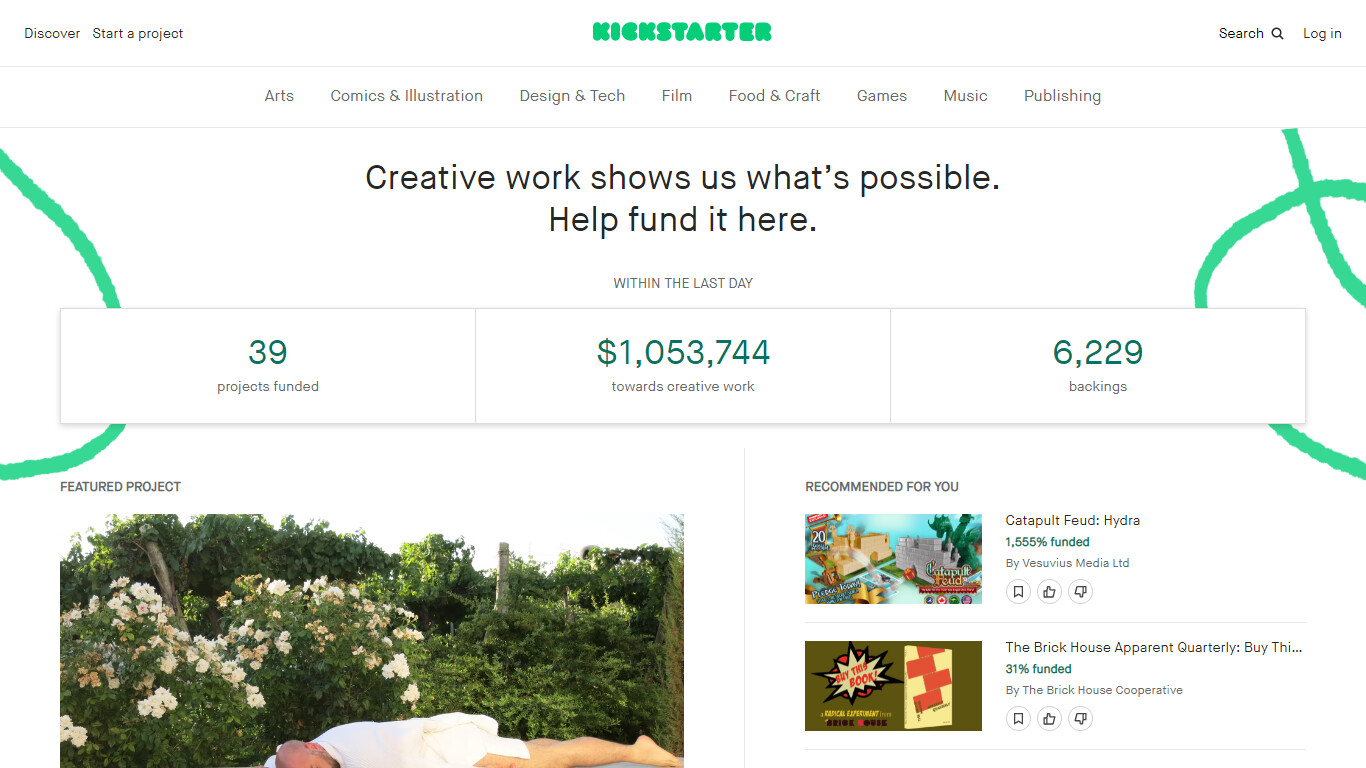 Discover Start a project
KICKSTARTER
Search Log in
Arts Comics & Illustration Design & Tech Film Food & Craft Games Music Publishing
Creative work shows us what’s possible.
Help fund it here.
WITHIN THE LAST DAY
39
projects funded
$1,053,744
towards creative work
6,229
backings
FEATURED PROJECT
RECOMMENDED FOR YOU
20
Catapult
Feud
Catapult Feud: Hydra
1,555% funded
By Vesuvius Media Ltd
BUY THIS
BOOK!
A RADICAL EXPERIMENT from
BRICK HOUSE
The Brick House Apparent Quarterly: Buy Thi...
31% funded
By The Brick House Cooperative